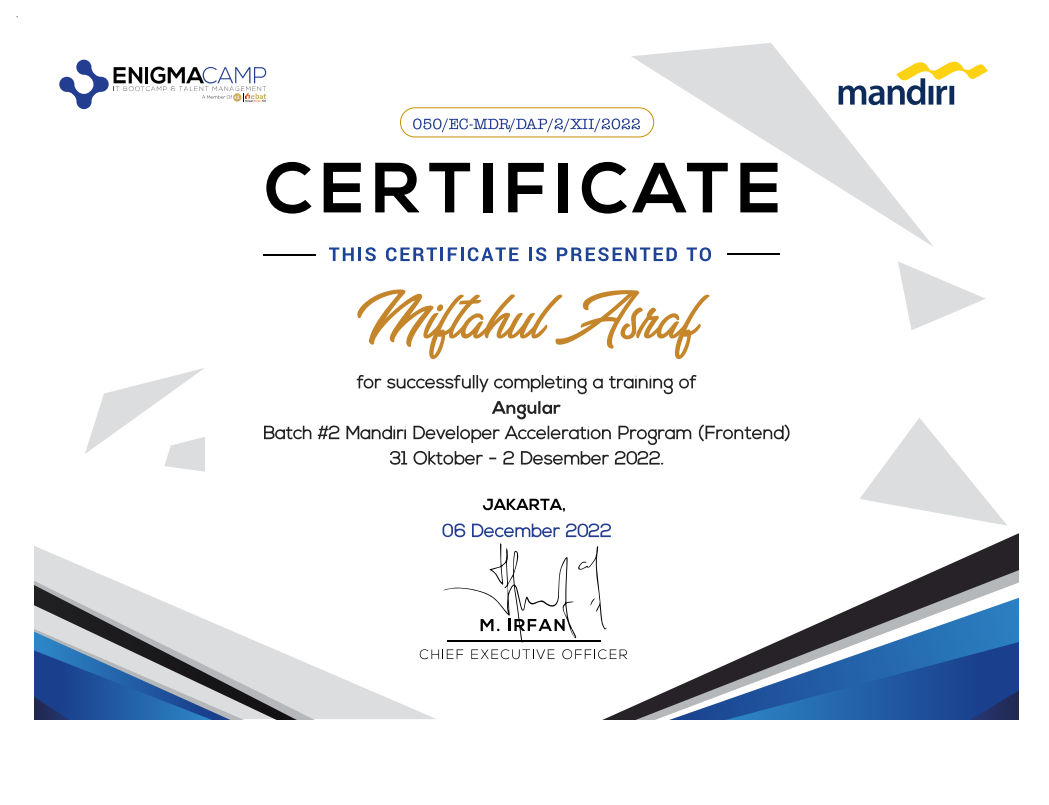 ENIGMACAMP
IT BOOTCAMP & TALENT MANAGEMENT
A Member Of
mandiri
050/EC-MDR/DAP/2/XII/2022
CERTIFICATE
THIS CERTIFICATE IS PRESENTED TO
Miftahul Asraf
for successfully completing a training of
Angular
Batch #2 Mandiri Developer Acceleration Program (Frontend)
31 Oktober - 2 Desember 2022.
JAKARTA,
06 December 2022
M. IRFAN
CHIEF EXECUTIVE OFFICER